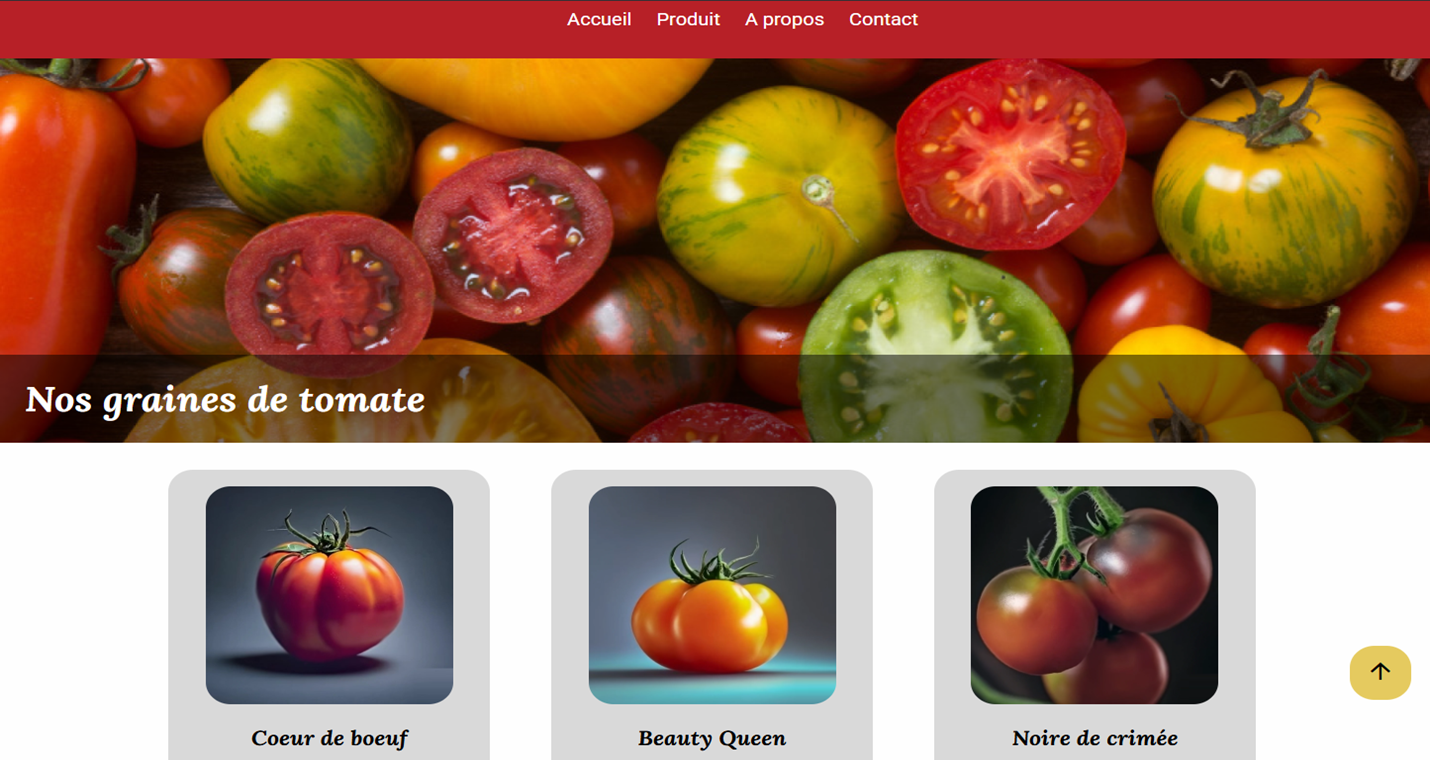 Accueil Produit A propos Contact
Nos graines de tomate
Coeur de boeuf
Beauty Queen
Noire de crimée